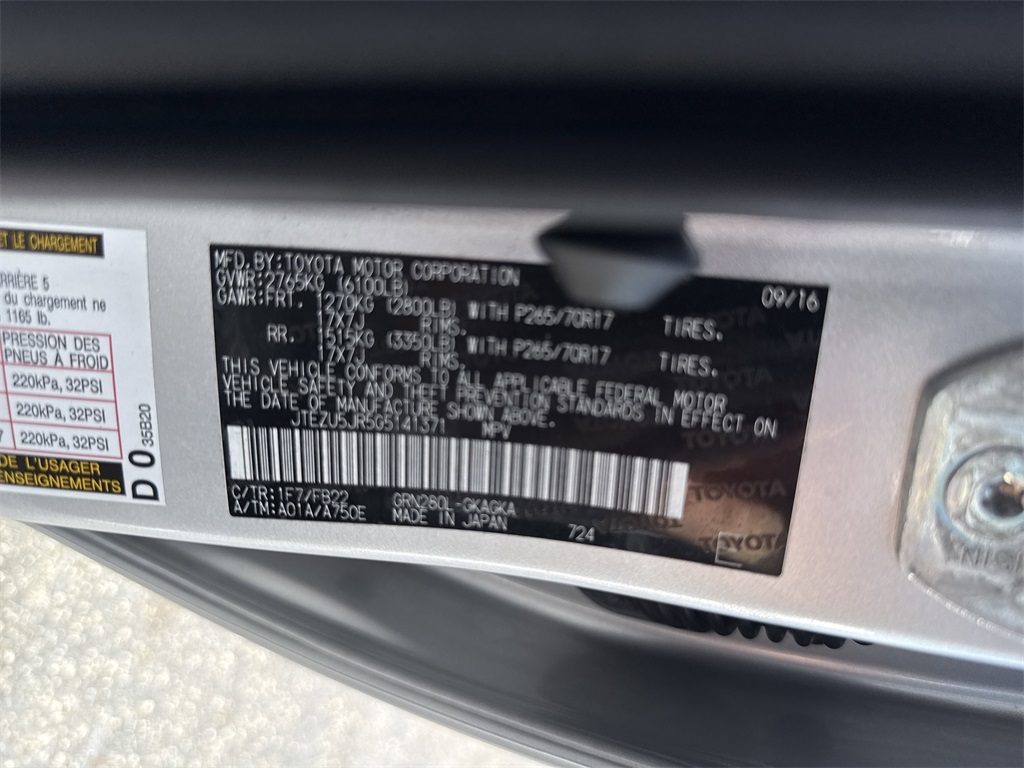 ET LE CHARGEMENT
RRIÈRE 5
du chargement ne
1165 lb.
PRESSION DES
PNEUS À FROID
220kPa, 32PSI
220kPa, 32PSI
7 220kPa, 32PSI
DE L'USAGER
ENSEIGNEMENTS
D 0 35B20
MFD. BY: TOYOTA MOTOR CORPORATION 09/16
GVWR: 2765KG (6100LB)
GAWR: FRT. 1270KG (2800LB) WITH P265/70R17 TIRES.
17X7J RIMS.
RR. 1515KG (3350LB) WITH P265/70R17 TIRES.
17X7J RIMS.
THIS VEHICLE CONFORMS TO ALL APPLICABLE FEDERAL MOTOR
VEHICLE SAFETY AND THEFT PREVENTION STANDARDS IN EFFECT ON
THE DATE OF MANUFACTURE SHOWN ABOVE.
JTEZU5JR5G5141371 MPV
C/TR: 1F7/FB22 GRN280L-GKAGKA
A/TM: A01A/A750E MADE IN JAPAN 724
TOYOTA
TOYOTA
TOYOTA
TOYOTA
TOYOTA